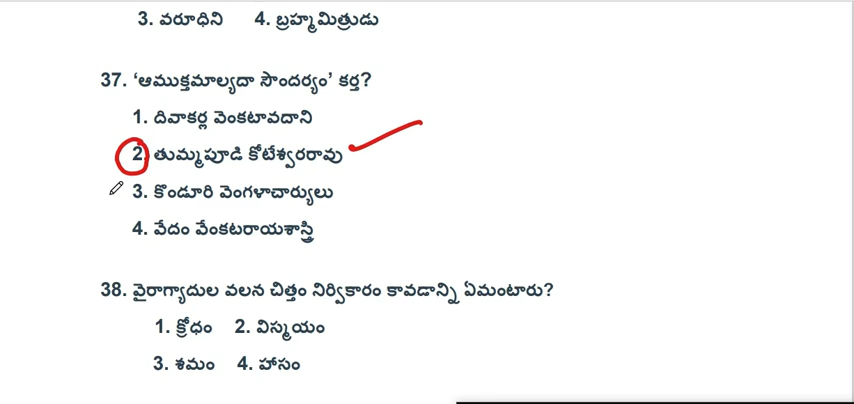 3. వరూధిని 4. బ్రహ్మమిత్రుడు
37. ‘ఆముక్తమాల్యదా సౌందర్యం’ కర్త?
1. దివాకర్ల వెంకటావదాని
2. తుమ్మపూడి కోటేశ్వరరావు
3. కొండూరి వెంగళాచార్యులు
4. వేదం వేంకటరాయశాస్త్రి
38. వైరాగ్యాదుల వలన చిత్తం నిర్వికారం కావడాన్ని ఏమంటారు?
1. క్రోధం 2. విస్మయం
3. శమం 4. హాసం